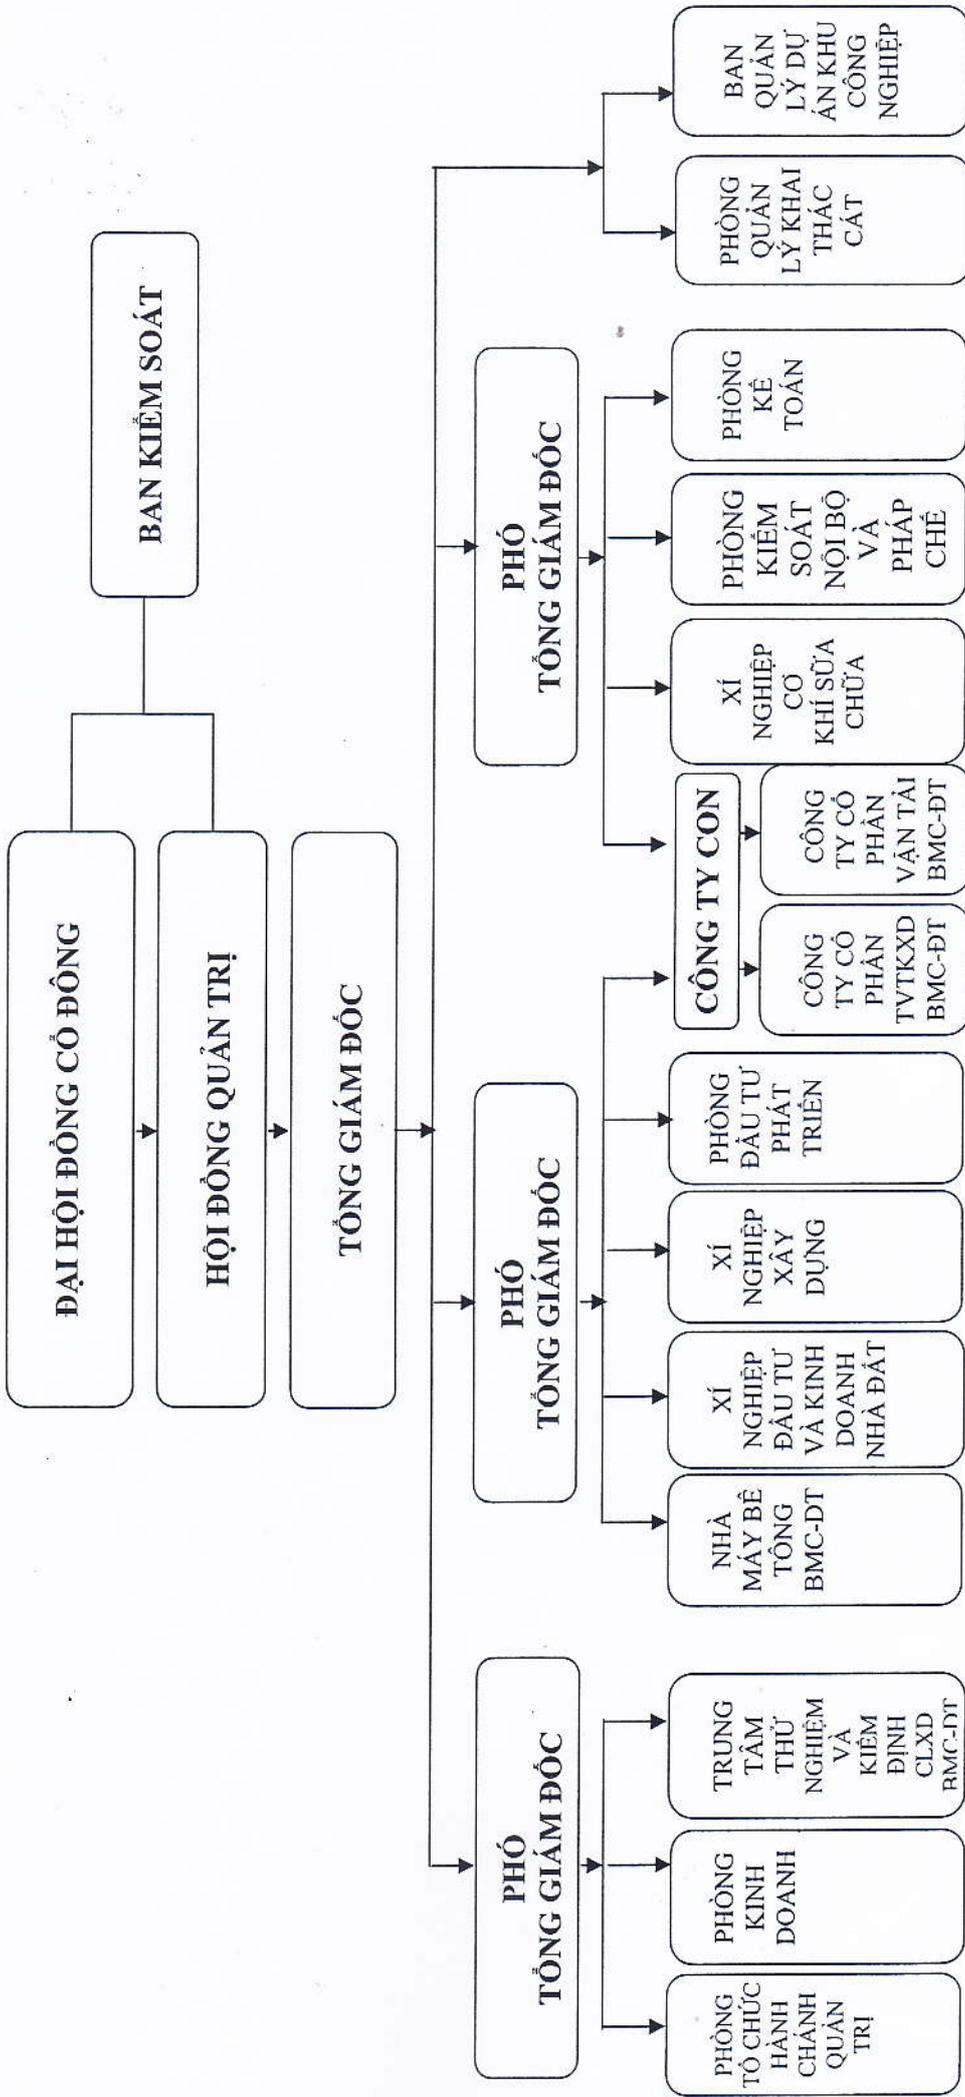 ĐẠI HỘI ĐỒNG CỔ ĐÔNG
BAN KIỂM SOÁT
HỘI ĐỒNG QUẢN TRỊ
TỔNG GIÁM ĐỐC
PHÓ
TỔNG GIÁM ĐỐC
PHÓ
TỔNG GIÁM ĐỐC
PHÓ
TỔNG GIÁM ĐỐC
PHÒNG
TỔ CHỨC
HÀNH
CHÁNH
QUẢN
TRỊ
PHÒNG
KINH
DOANH
TRUNG
TÂM
THỬ
NGHIỆM
VÀ
KIỂM
ĐỊNH
CLXD
BMC-ĐT
NHÀ
MÁY BÊ
TÔNG
BMC-DT
XÍ
NGHIỆP
ĐẦU TƯ
VÀ KINH
DOANH
NHÀ ĐẤT
XÍ
NGHIỆP
XÂY
DỤNG
PHÒNG
ĐẦU TƯ
PHÁT
TRIỂN
CÔNG TY CON
CÔNG
TY CỔ
PHẦN
TVTKXD
BMC-ĐT
CÔNG
TY CỔ
PHẦN
VẬN TẢI
BMC-ĐT
XÍ
NGHIỆP
CƠ
KHÍ SỮA
CHỮA
PHÒNG
KIỂM
SOÁT
NỘI BỘ
VÀ
PHÁP
CHẾ
PHÒNG
KẾ
TOÁN
PHÒNG
QUẢN
LÝ KHAI
THÁC
CÁT
BAN
QUẢN
LÝ DỰ
ÁN KHU
CÔNG
NGHIỆP